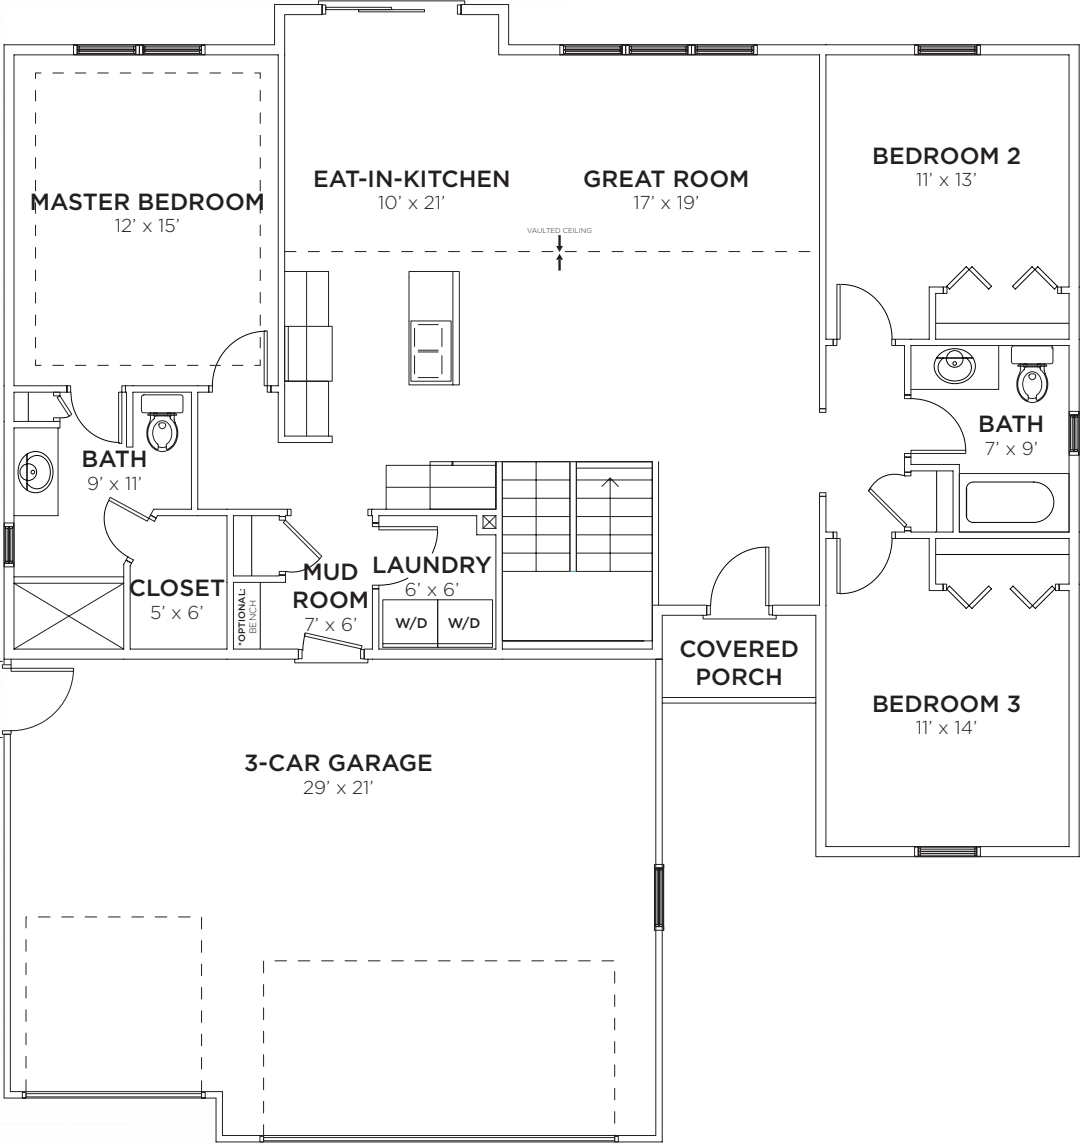 BEDROOM 2
11' x 13'
EAT-IN-KITCHEN
10' x 21'
GREAT ROOM
17' x 19'
MASTER BEDROOM
12' x 15'
VAULTED CEILING
BATH
7' x 9'
BATH
9' x 11'
LAUNDRY
6' x 6'
W/D W/D
MUD
ROOM
7' x 6'
CLOSET
5' x 6'
*OPTIONAL:
BENCH
COVERED
PORCH
BEDROOM 3
11' x 14'
3-CAR GARAGE
29' x 21'